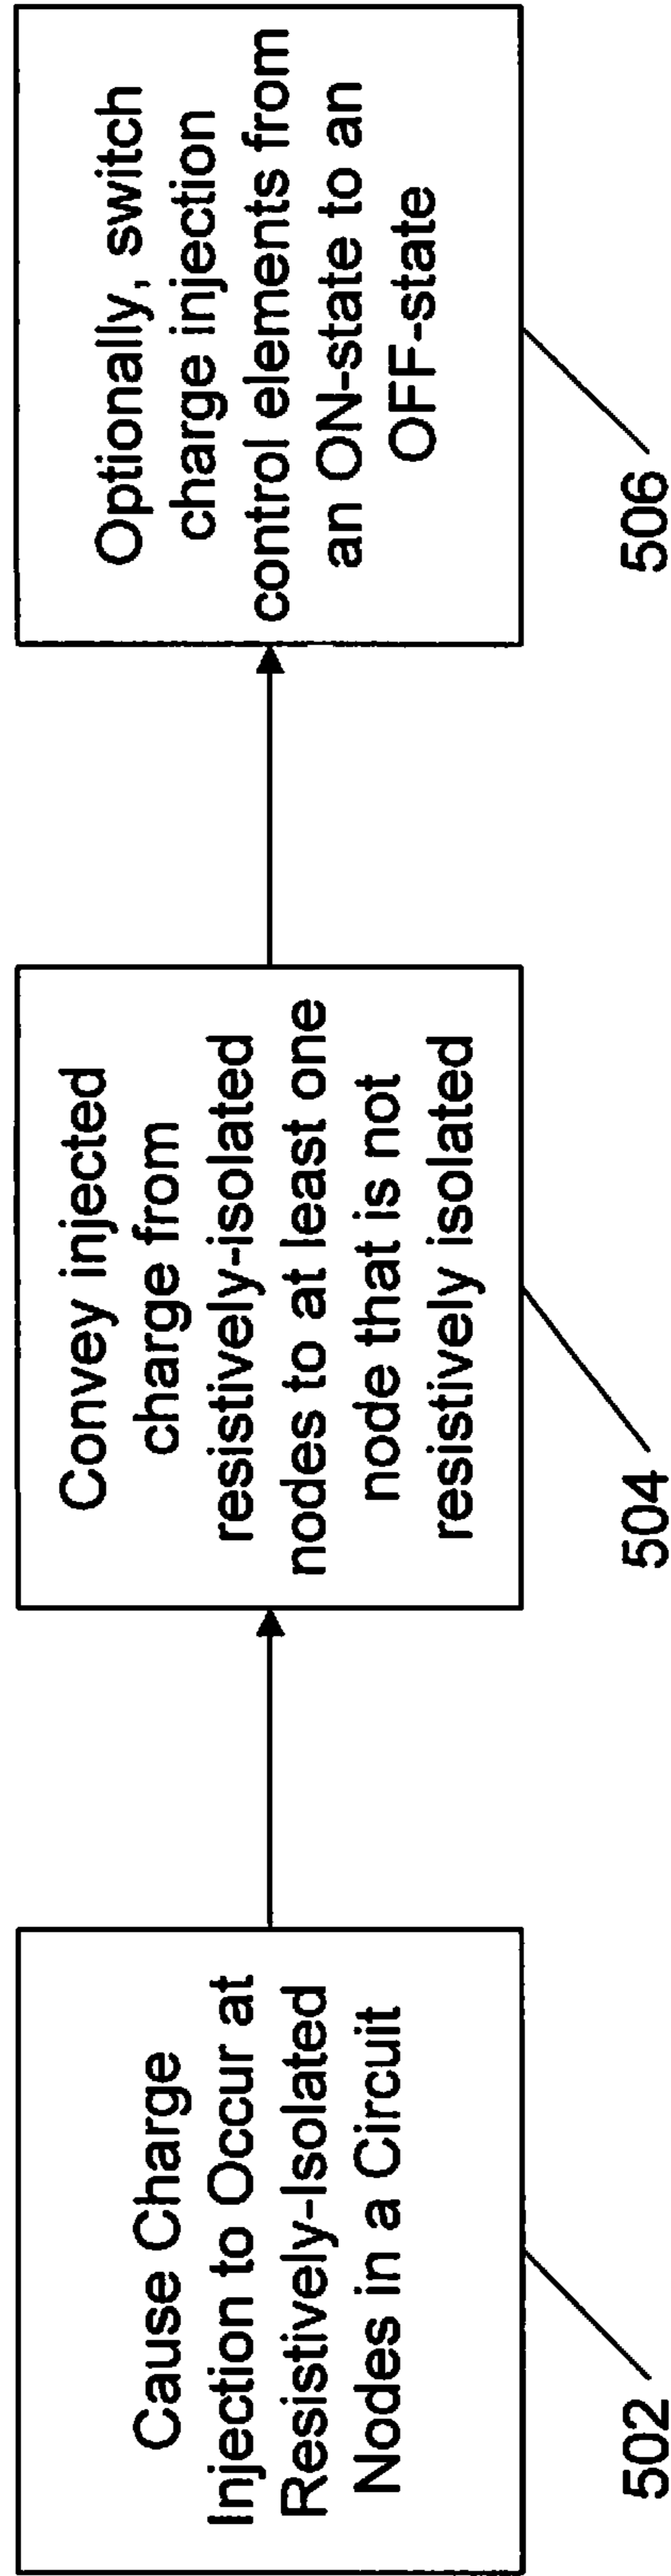 Cause Charge
Injection to Occur at
Resistively-Isolated
Nodes in a Circuit
502
Convey injected
charge from
resistively-isolated
nodes to at least one
node that is not
resistively isolated
504
Optionally, switch
charge injection
control elements from
an ON-state to an
OFF-state
506